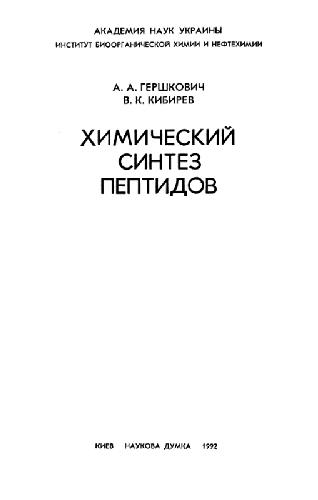 АКАДЕМИЯ НАУК УКРАИНЫ
ИНСТИТУТ БИООРГАНИЧЕСКОЙ ХИМИИ И НЕФТЕХИМИИ
А. А. ГЕРШКОВИЧ
В. К. КИБИРЕВ
ХИМИЧЕСКИЙ
СИНТЕЗ
ПЕПТИДОВ
КИЕВ НАУКОВА ДУМКА 1992